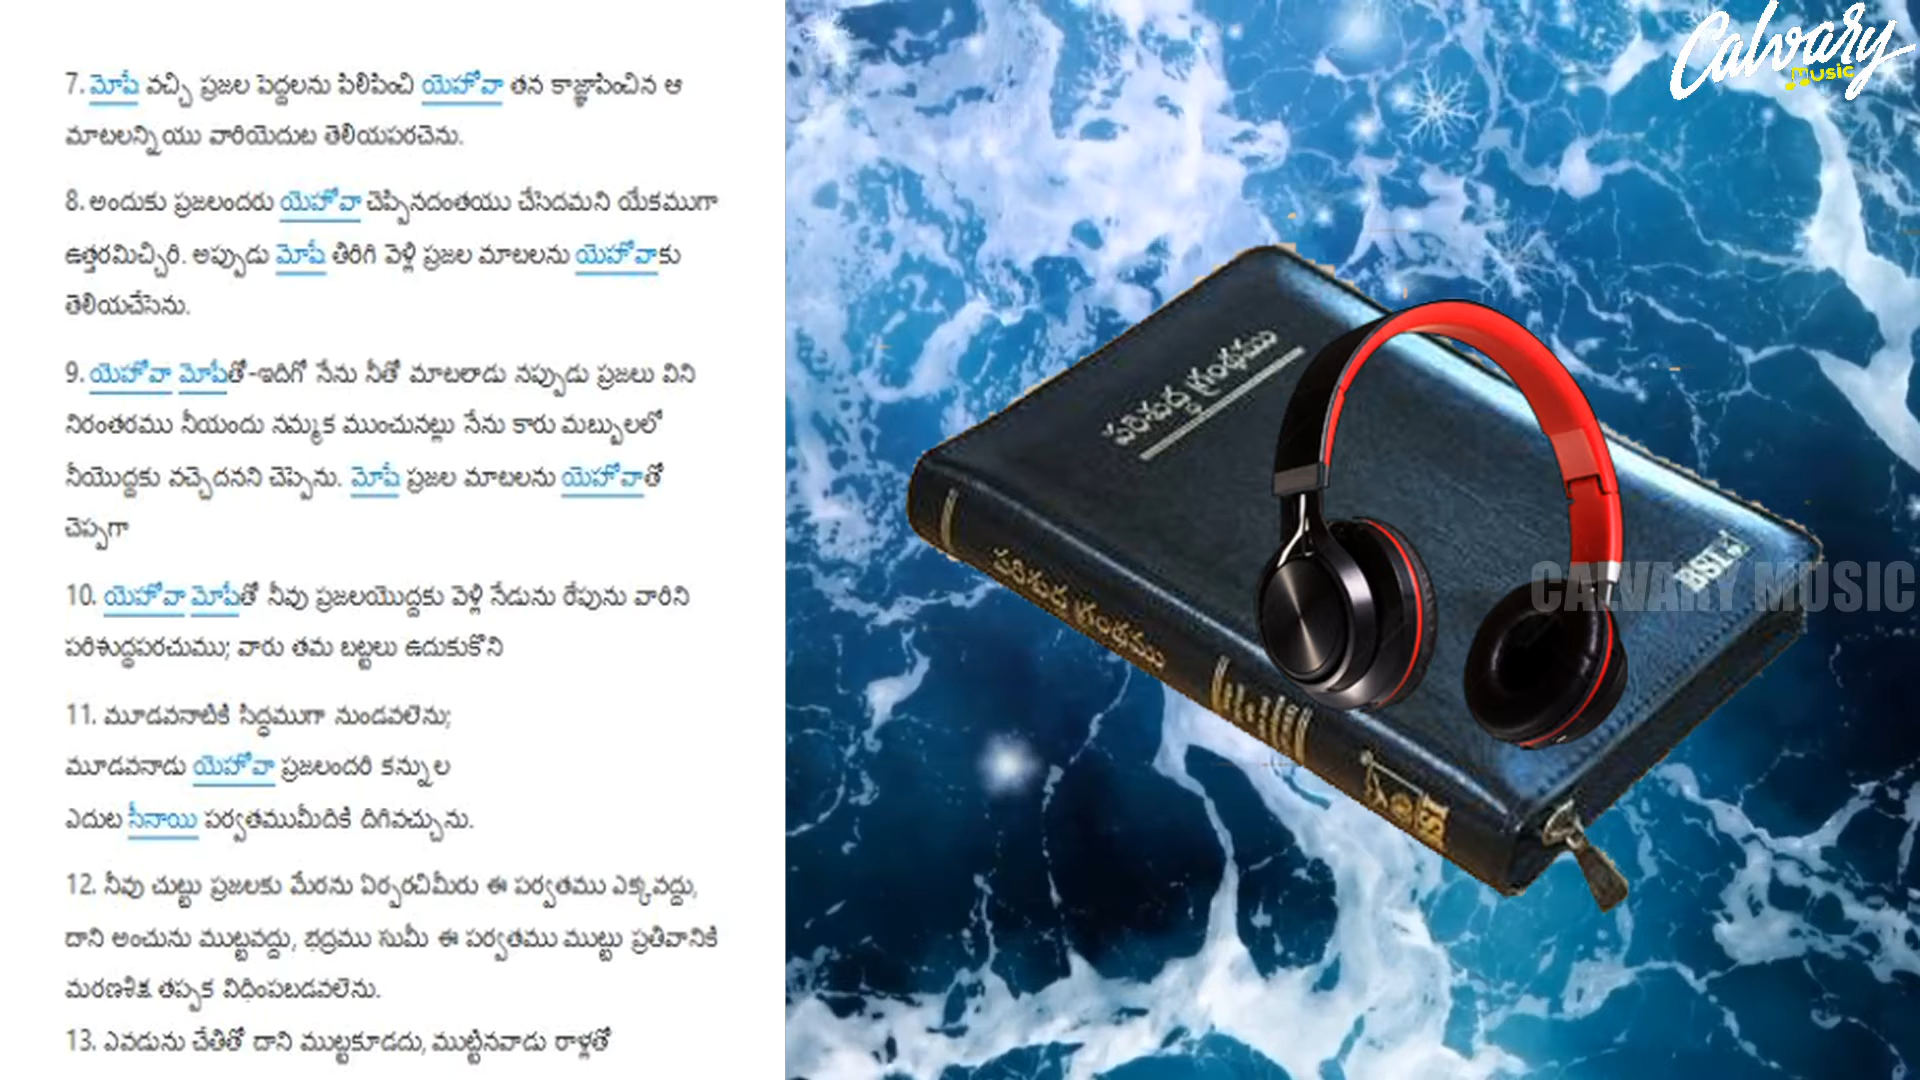 7. మోషే వచ్చి ప్రజల పెద్దలను పిలిపించి యెహోవా తన కాజ్ఞాపించిన ఆ
మాటలన్నియు వారియెదుట తెలియపరచెను.
8. అందుకు ప్రజలందరు యెహోవా చెప్పినదంతయు చేసెదమని యేకముగా
ఉత్తరమిచ్చిరి. అప్పుడు మోషే తిరిగి వెళ్లి ప్రజల మాటలను యెహోవాకు
తెలియచేసెను.
9. యెహోవా మోషేతో-ఇదిగో నేను నీతో మాటలాడు నప్పుడు ప్రజలు విని
నిరంతరము నీయందు నమ్మక ముంచునట్లు నేను కారు మబ్బులలో
నీయొద్దకు వచ్చెదనని చెప్పెను. మోషే ప్రజల మాటలను యెహోవాతో
చెప్పగా
10. యెహోవా మోషేతో నీవు ప్రజలయొద్దకు వెళ్లి నేడును రేపును వారిని
పరిశుద్ధపరచుము; వారు తమ బట్టలు ఉదుకుకొని
11. మూడవనాటికి సిద్ధముగా నుండవలెను;
మూడవనాడు యెహోవా ప్రజలందరి కన్నుల
ఎదుట సీనాయి పర్వతముమీదికి దిగివచ్చును.
12. నీవు చుట్టు ప్రజలకు మేరను ఏర్పరచిమీరు ఈ పర్వతము ఎక్కవద్దు,
దాని అంచును ముట్టవద్దు, భద్రము సుమీ ఈ పర్వతము ముట్టు ప్రతివానికి
మరణశిక్ష తప్పక విధింపబడవలెను.
13. ఎవడును చేతితో దాని ముట్టకూడదు, ముట్టినవాడు రాళ్లతో
Calvary
music
పరిశుద్ధ గ్రంథము
పరిశుద్ధ గ్రంథము
BSI
CALVARY MUSIC